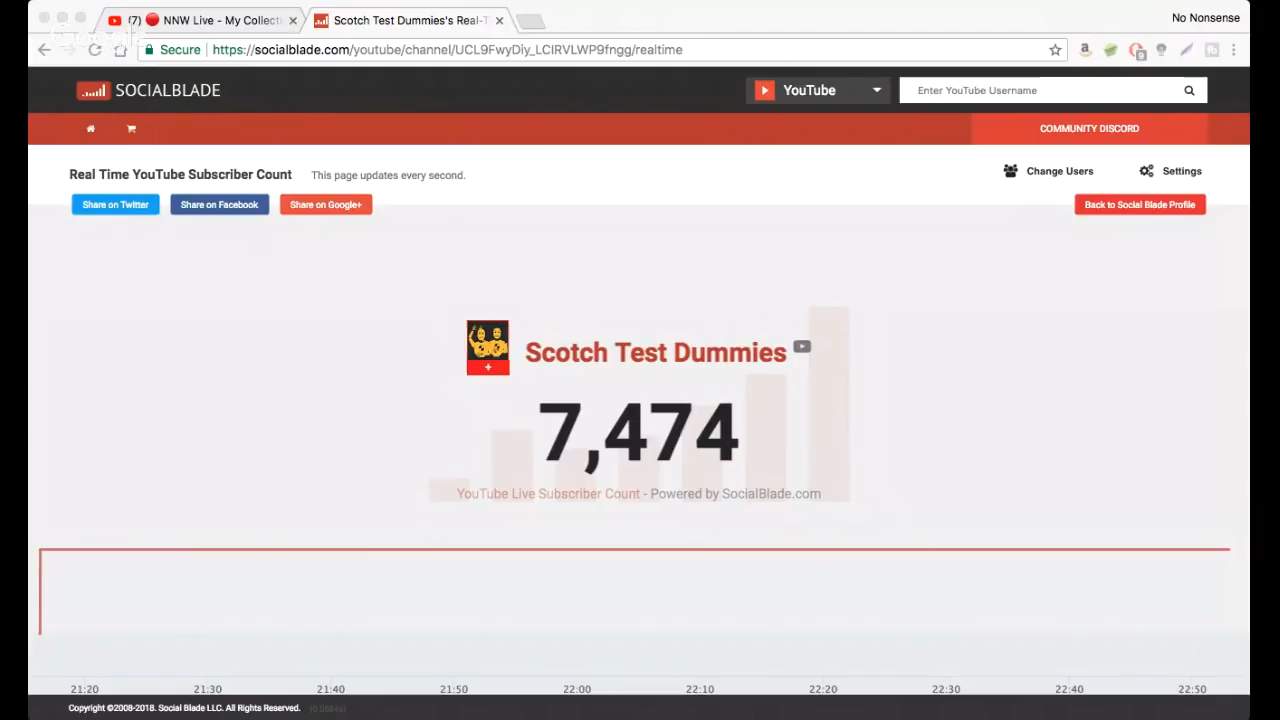 (7) NNW Live - My Collecti
Scotch Test Dummies's Real-T
No Nonsense
Secure https://socialblade.com/youtube/channel/UCL9FwyDiy_LCIRVLWP9fngg/realtime
9
SOCIALBLADE
YouTube
Enter YouTube Username
COMMUNITY DISCORD
Real Time YouTube Subscriber Count This page updates every second.
Change Users
Settings
Share on Twitter
Share on Facebook
Share on Google+
Back to Social Blade Profile
Scotch Test Dummies
+
7,474
YouTube Live Subscriber Count - Powered by SocialBlade.com
21:20 21:30 21:40 21:50 22:00 22:10 22:20 22:30 22:40 22:50
Copyright ©2008-2018. Social Blade LLC. All Rights Reserved.